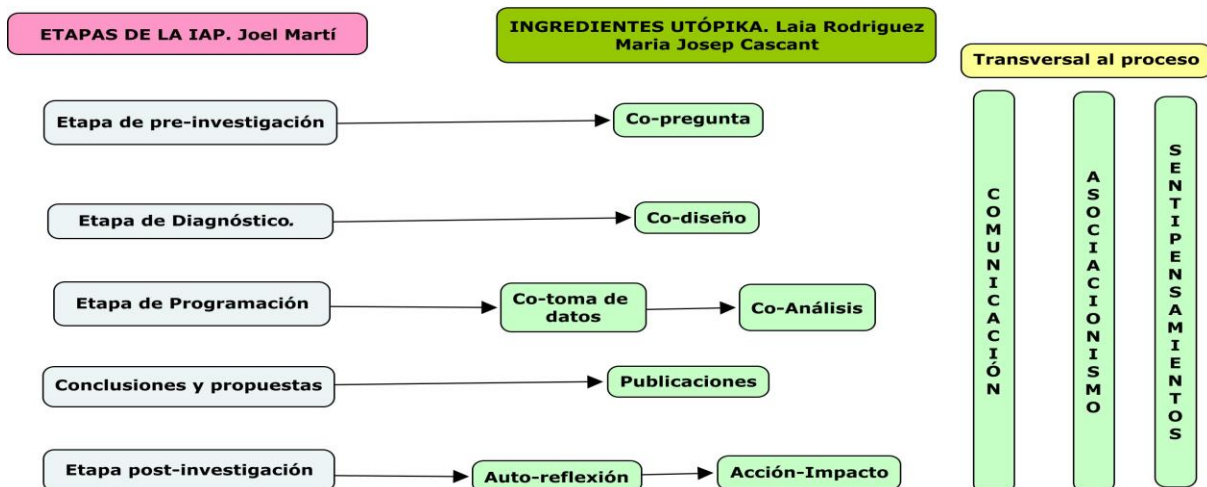 ETAPAS DE LA IAP. Joel Martí
INGREDIENTES UTÓPIKA. Laia Rodriguez
Maria Josep Cascant
Transversal al proceso
Etapa de pre-investigación
Co-pregunta
Etapa de Diagnóstico.
Co-diseño
Etapa de Programación
Co-toma de
datos
Co-Análisis
Conclusiones y propuestas
Publicaciones
Etapa post-investigación
Auto-reflexión
Acción-Impacto
COMUNICACIÓN
ASOCIACIONISMO
SENTIPENSAMIENTOS